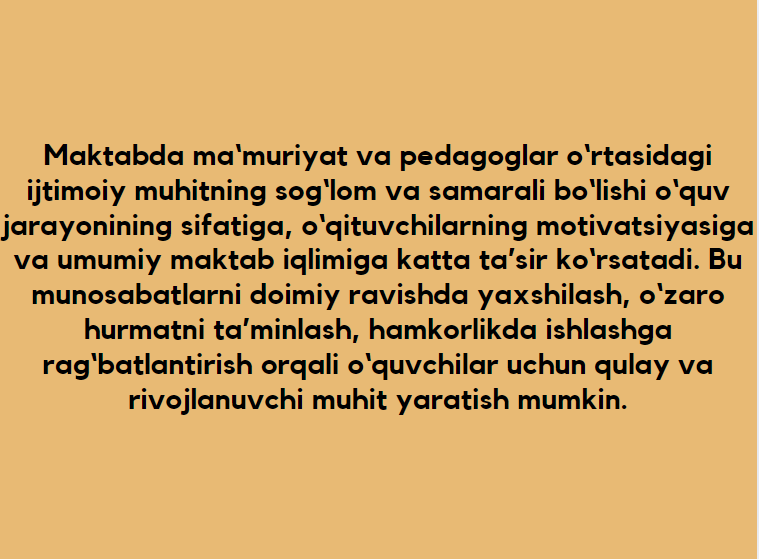 Maktabda ma‘muriyat va pedagoglar o‘rtasidagi
ijtimoiy muhitning sog‘lom va samarali bo‘lishi o‘quv
jarayonining sifatiga, o‘qituvchilarning motivatsiyasiga
va umumiy maktab iqlimiga katta ta’sir ko‘rsatadi. Bu
munosabatlarni doimiy ravishda yaxshilash, o‘zaro
hurmatni ta’minlash, hamkorlikda ishlashga
rag‘batlantirish orqali o‘quvchilar uchun qulay va
rivojlanuvchi muhit yaratish mumkin.